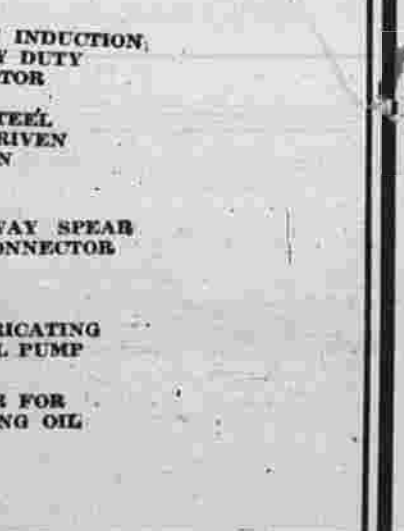 INDUCTION
Y DUTY
TOR
TEEL
RIVEN
N
WAY SPEAR
ONNECTOR
RICATING
L PUMP
R FOR
NG OIL